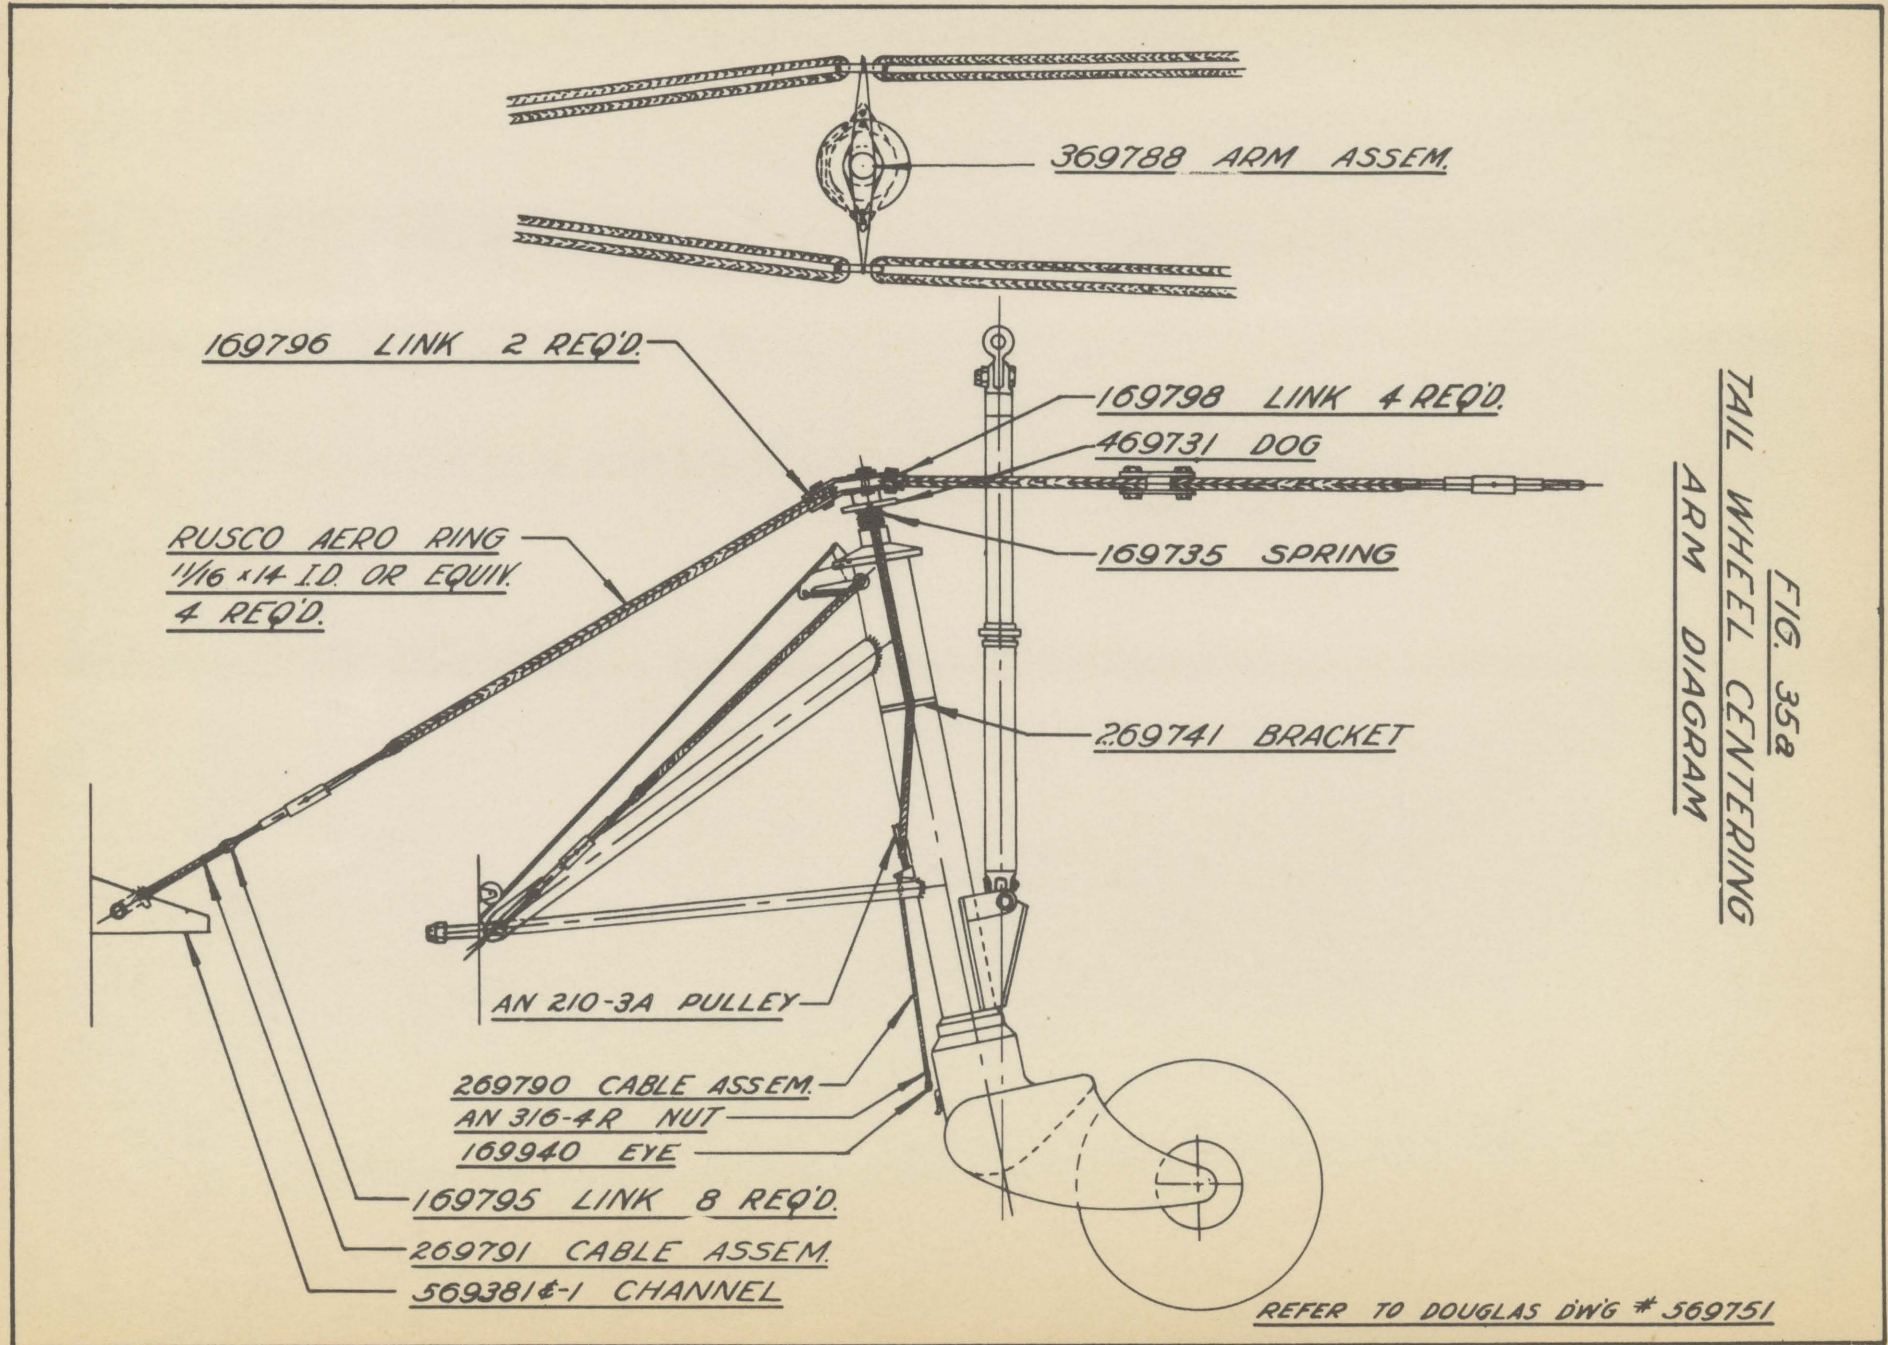 369788 ARM ASSEM.
169796 LINK 2 REQ'D.
169798 LINK 4 REQ'D.
469731 DOG
RUSCO AERO RING
11/16 x 14 I.D. OR EQUIV.
4 REQ'D.
169735 SPRING
269741 BRACKET
AN 210-3A PULLEY
269790 CABLE ASSEM.
AN 316-4R NUT
169940 EYE
169795 LINK 8 REQ'D.
269791 CABLE ASSEM.
569381&-1 CHANNEL
FIG. 35a
TAIL WHEEL CENTERING
ARM DIAGRAM
REFER TO DOUGLAS DW'G # 569751